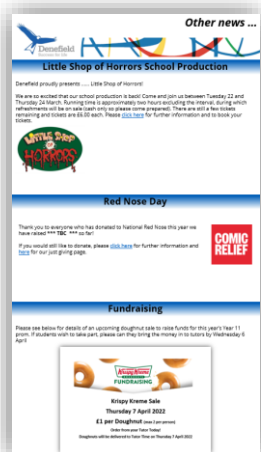 Other news ...
Denefield
Little Shop of Horrors School Production
Denefield proudly presents ...... Little Shop of Horrors!
We are so excited that our school production is back! Come and join us between Tuesday 22 and
Thursday 24 March. Running time is approximately two hours excluding the interval, during which
refreshments will be on sale (cash only so please come prepared). There are still a few tickets
remaining and tickets are £6.00 each. Please click here for further information and to book your
tickets.
LITTLE SHOP
OF
HORRORS
Red Nose Day
Thank you to everyone who has donated to National Red Nose this year we
have raised *** TBC *** so far!
If you would still like to donate, please click here for further information and
here for our just giving page.
COMIC
RELIEF
Fundraising
Please see below for details of an upcoming doughnut sale to raise funds for this year's Year 11
prom. If students wish to take part, please can they bring the money in to tutors by Wednesday 6
April
Krispy Kreme
FUNDRAISING
Krispy Kreme Sale
Thursday 7 April 2022
£1 per Doughnut (max 2 per person)
Order from your Tutor Today!
Doughnuts will be delivered to Tutor Time on Thursday 7 April 2022